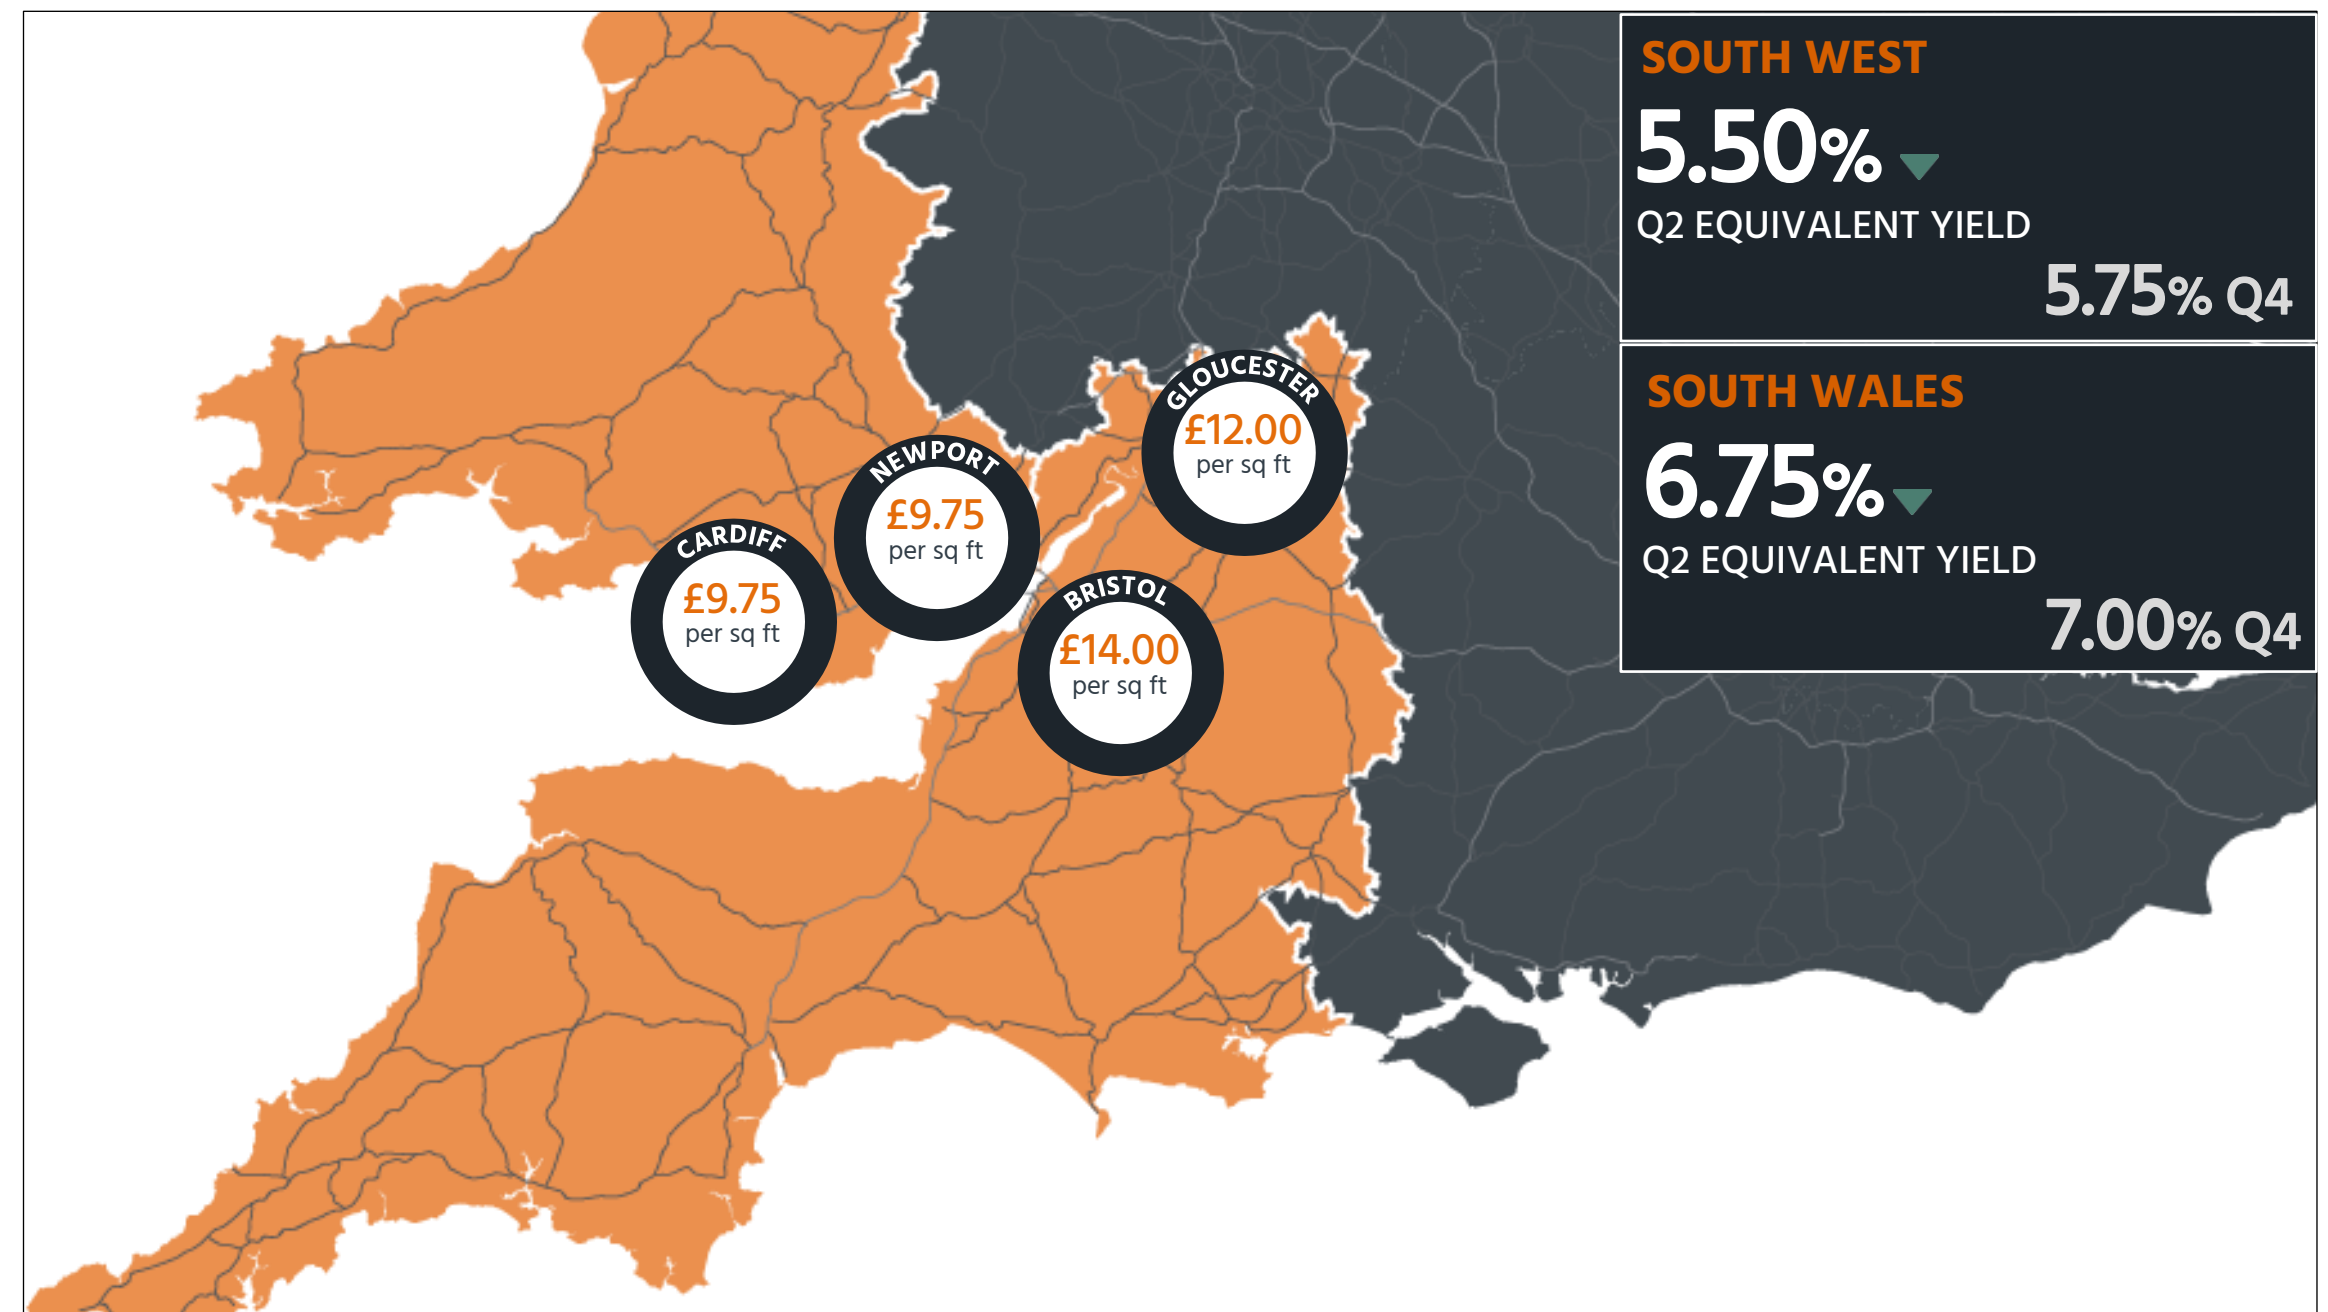 SOUTH WEST
5.50%
Q2 EQUIVALENT YIELD
5.75% Q4
SOUTH WALES
6.75%
Q2 EQUIVALENT YIELD
7.00% Q4
GLOUCESTER
£12.00
per sq ft
NEWPORT
£9.75
per sq ft
CARDIFF
£9.75
per sq ft
BRISTOL
£14.00
per sq ft